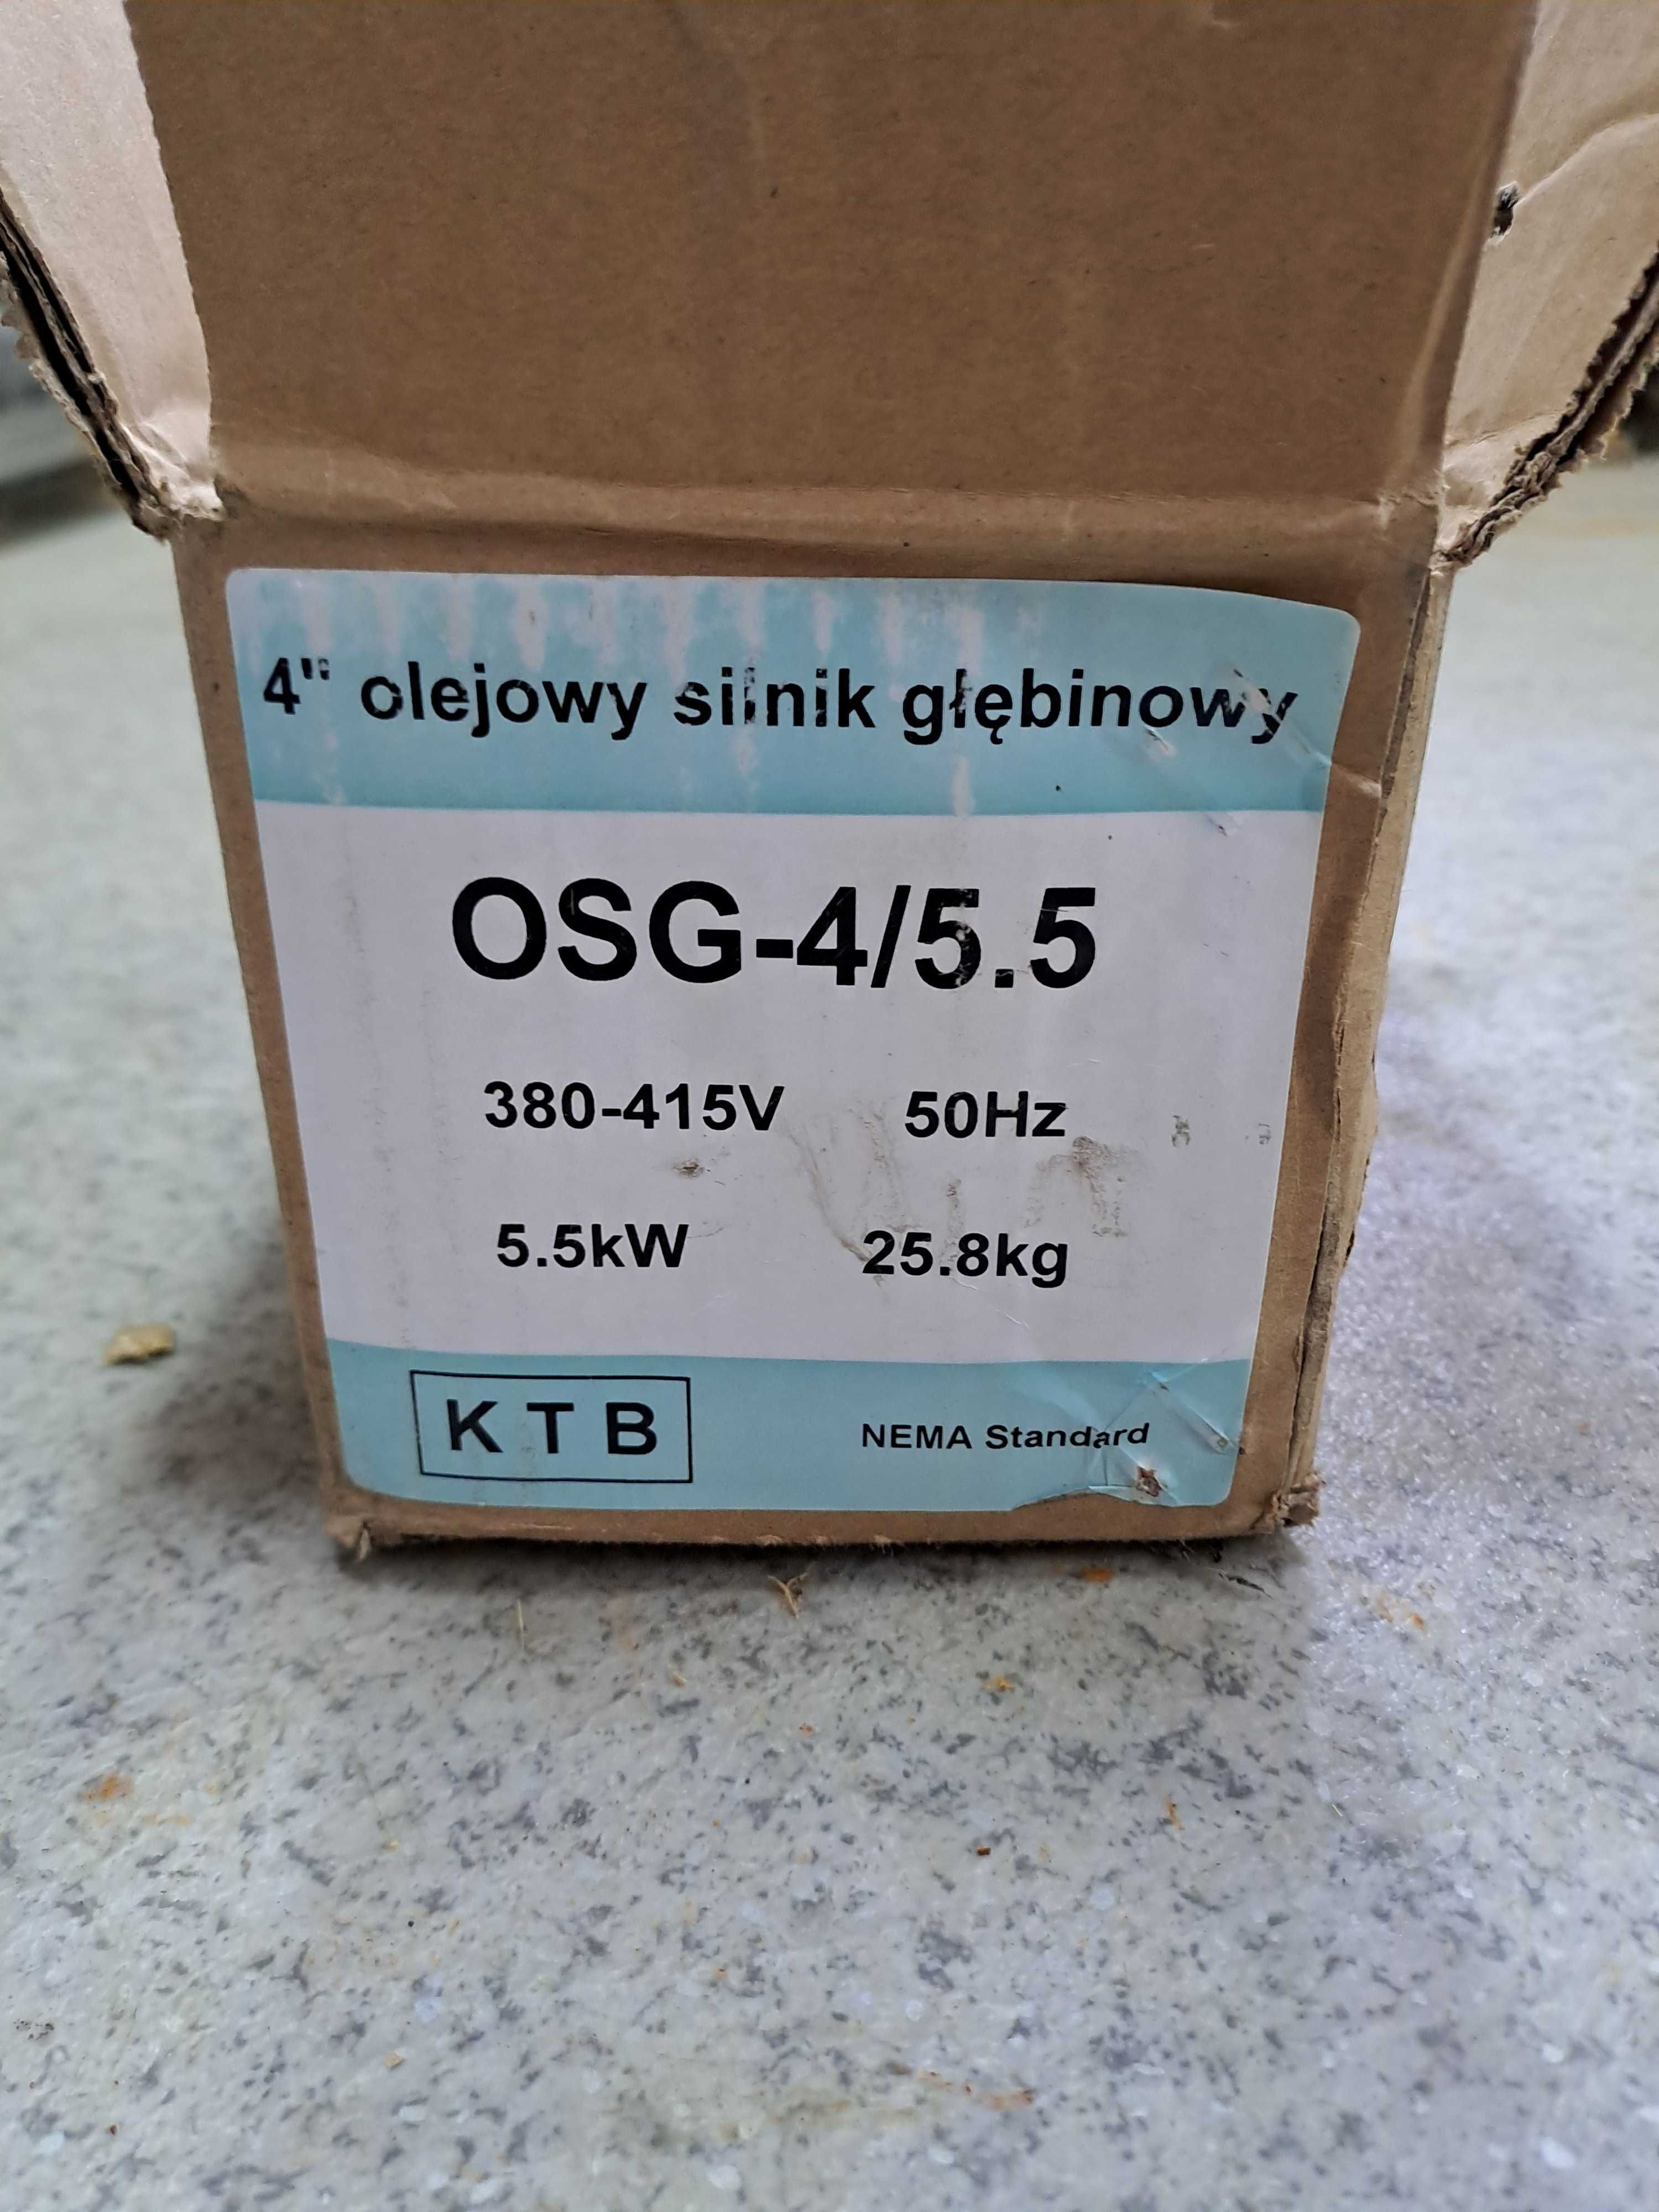 4" olejowy silnik głębinowy
OSG-4/5.5
380-415V 50Hz
5.5kW 25.8kg
KTB NEMA Standard